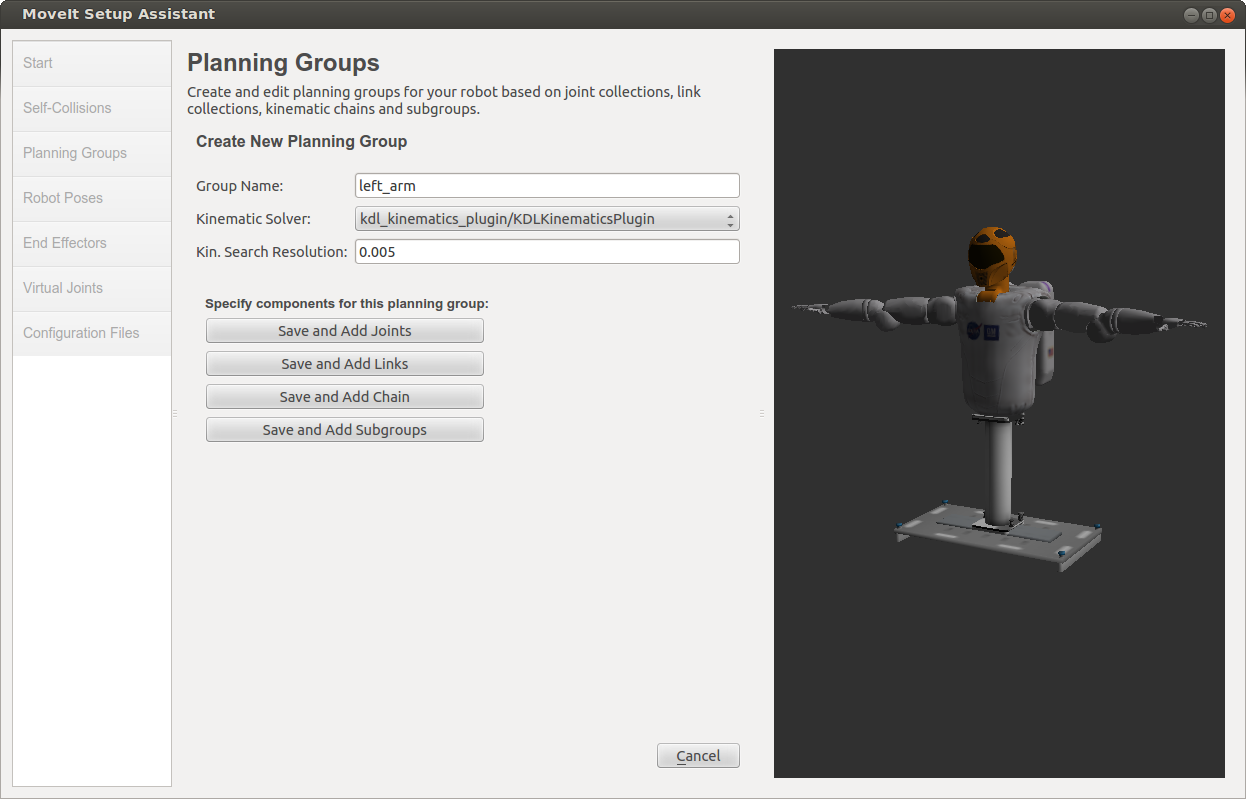 MoveIt Setup Assistant
Start
Self-Collisions
Planning Groups
Robot Poses
End Effectors
Virtual Joints
Configuration Files
Planning Groups
Create and edit planning groups for your robot based on joint collections, link
collections, kinematic chains and subgroups.
Create New Planning Group
Group Name: left_arm
Kinematic Solver: kdl_kinematics_plugin/KDLKinematicsPlugin
Kin. Search Resolution: 0.005
Specify components for this planning group:
Save and Add Joints
Save and Add Links
Save and Add Chain
Save and Add Subgroups
Cancel
GM